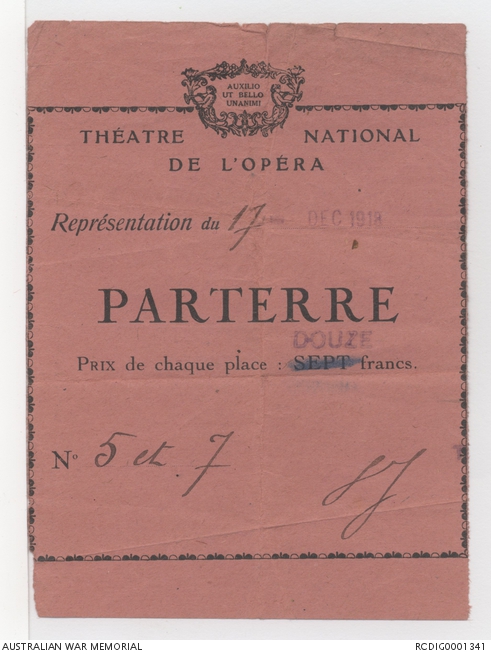 AUXILIO
UT BELLO
UNANIMI
THÉATRE NATIONAL
DE L'OPÉRA
Représentation du 17 DEC 1918
PARTERRE
DOUZE
PRIX de chaque place : SEPT francs.
Nº 5 et 7
AUSTRALIAN WAR MEMORIAL
RCDIG0001341